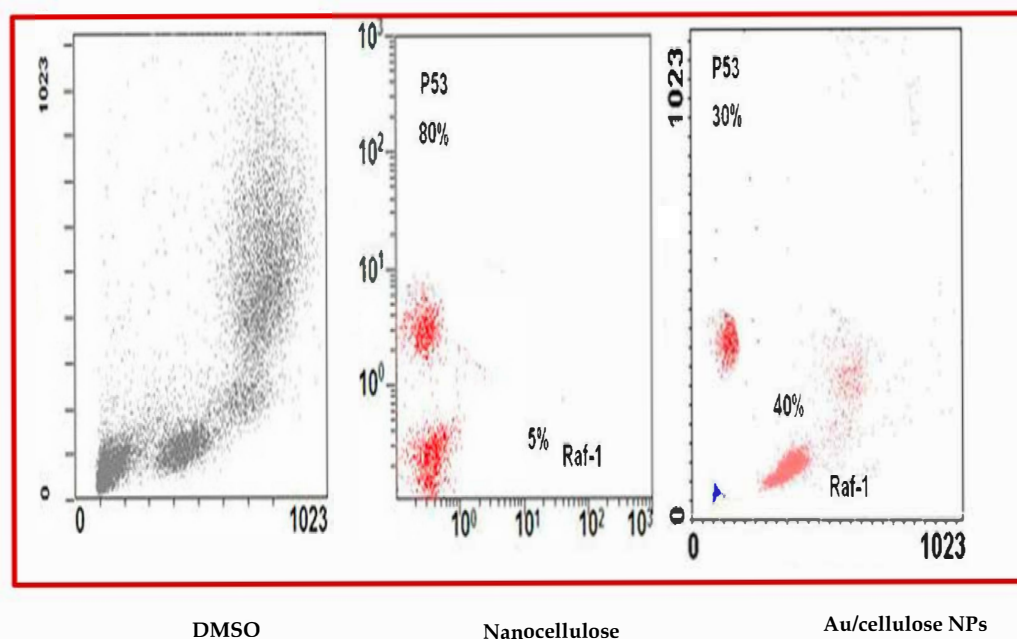 1023
0
0 1023
DMSO
10³
10²
10¹
10⁰
P53
80%
5%
Raf-1
10⁰ 10¹ 10² 10³
Nanocellulose
1023
0
P53
30%
40%
Raf-1
0 1023
Au/cellulose NPs